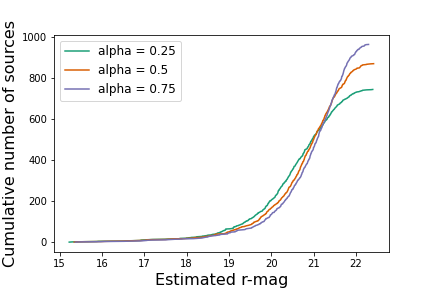 1000
800
600
400
200
0
Cumulative number of sources
alpha = 0.25
alpha = 0.5
alpha = 0.75
15 16 17 18 19 20 21 22
Estimated r-mag